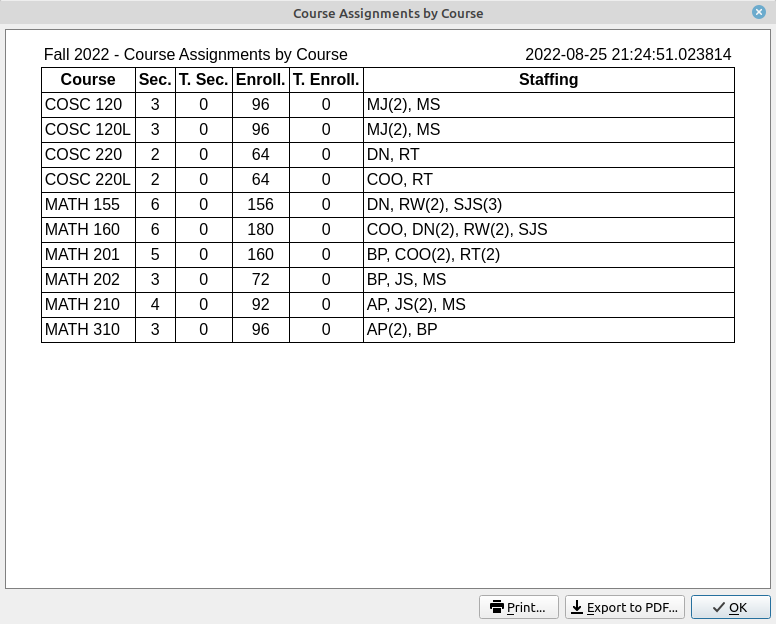 Course Assignments by Course
Fall 2022 - Course Assignments by Course 2022-08-25 21:24:51.023814
Course Sec. T. Sec. Enroll. T. Enroll. Staffing
COSC 120 3 0 96 0 MJ(2), MS
COSC 120L 3 0 96 0 MJ(2), MS
COSC 220 2 0 64 0 DN, RT
COSC 220L 2 0 64 0 COO, RT
MATH 155 6 0 156 0 DN, RW(2), SJS(3)
MATH 160 6 0 180 0 COO, DN(2), RW(2), SJS
MATH 201 5 0 160 0 BP, COO(2), RT(2)
MATH 202 3 0 72 0 BP, JS, MS
MATH 210 4 0 92 0 AP, JS(2), MS
MATH 310 3 0 96 0 AP(2), BP
Print... Export to PDF... OK